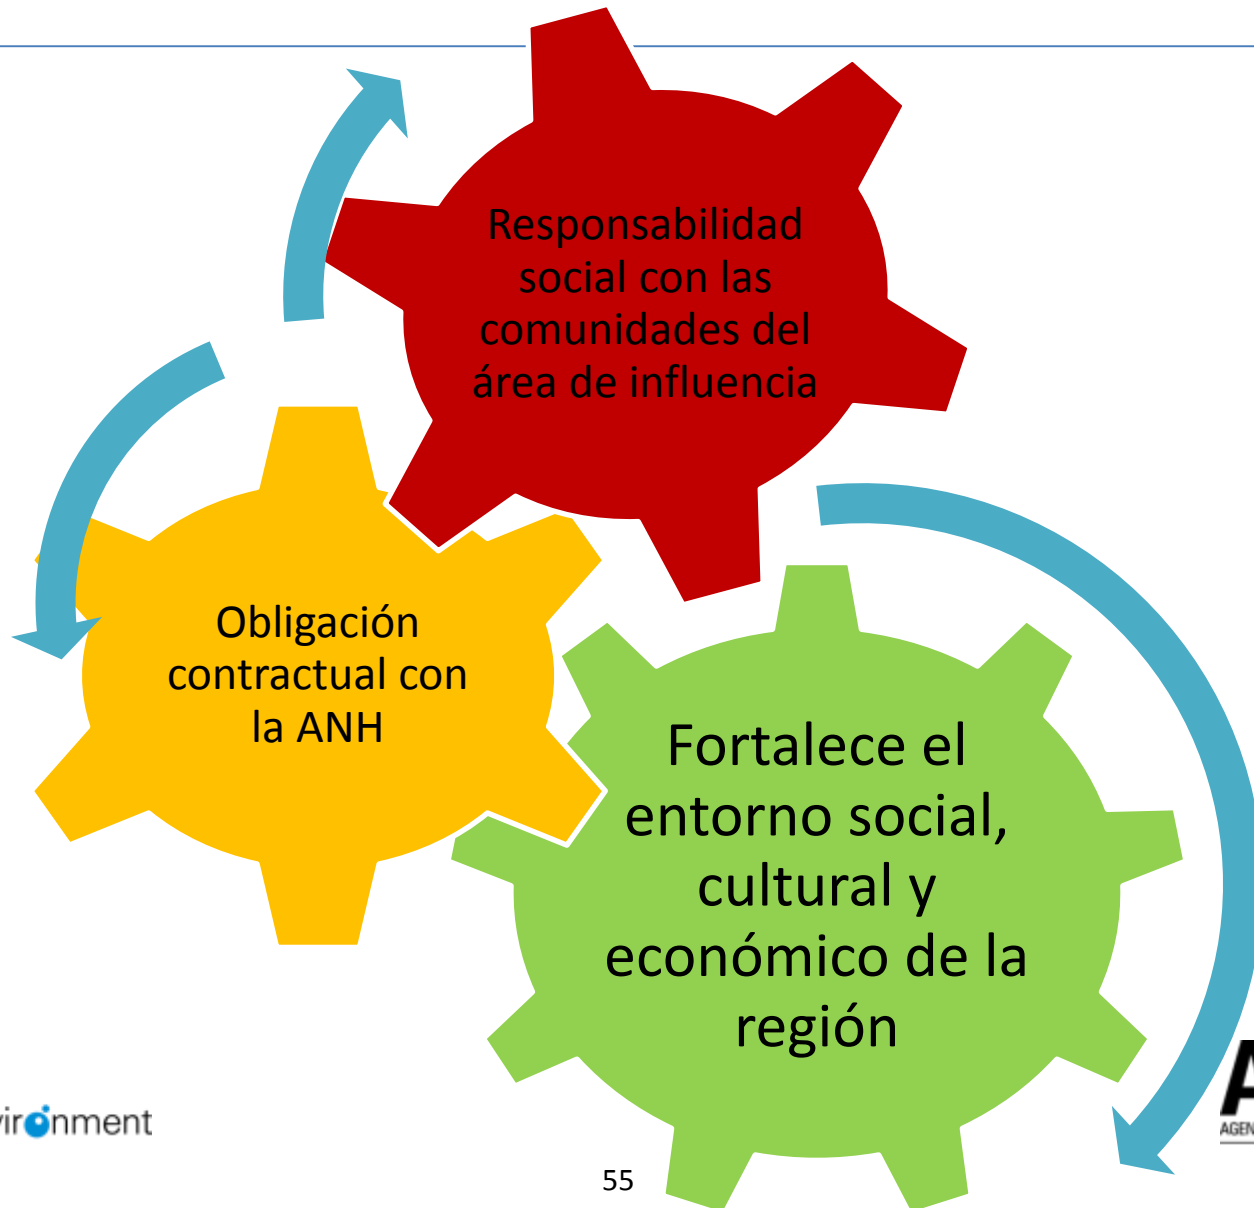 Responsabilidad
social con las
comunidades del
área de influencia
Obligación
contractual con
la ANH
Fortalece el
entorno social,
cultural y
económico de la
región
55